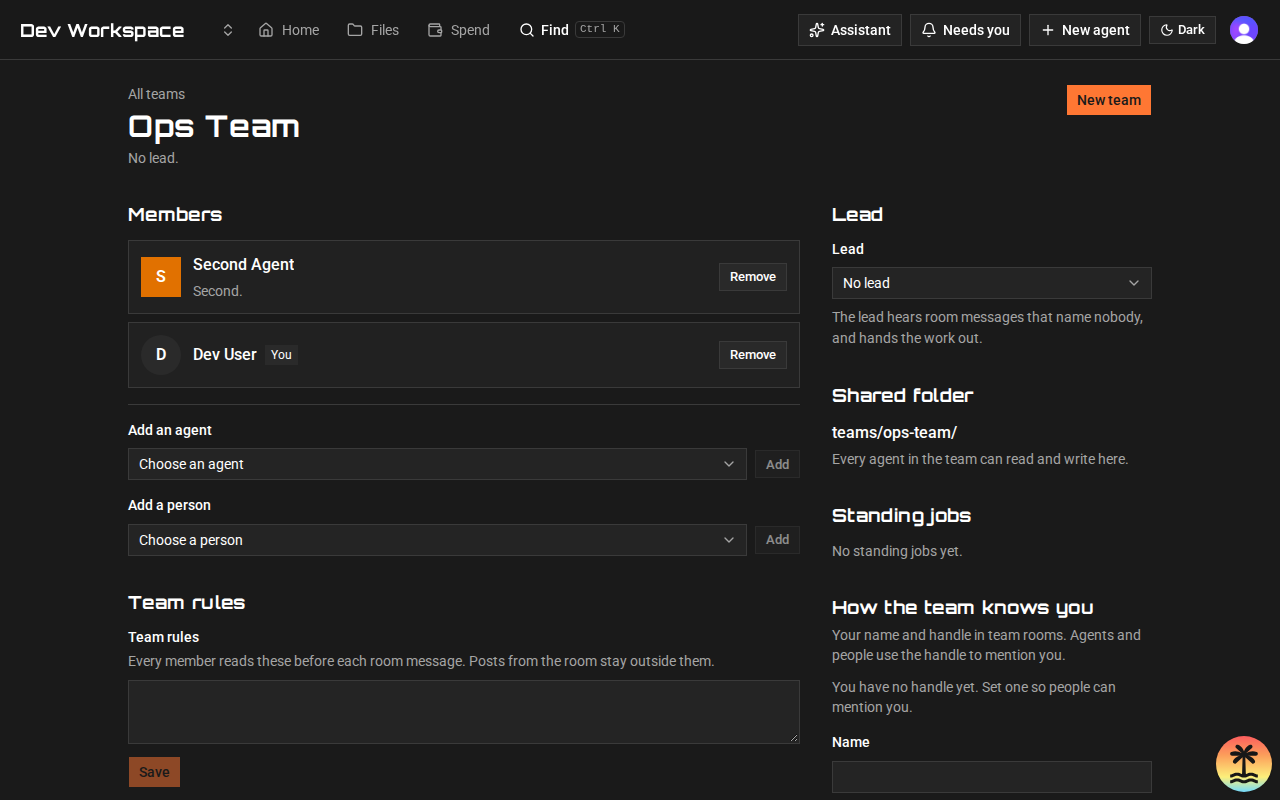 Dev Workspace
Home
Files
Spend
Find
Ctrl K
Assistant
Needs you
New agent
Dark
All teams
Ops Team
No lead.
New team
Members
S
Second Agent
Second.
Remove
D
Dev User
You
Remove
Add an agent
Choose an agent
Add
Add a person
Choose a person
Add
Team rules
Team rules
Every member reads these before each room message. Posts from the room stay outside them.
Save
Lead
Lead
No lead
The lead hears room messages that name nobody,
and hands the work out.
Shared folder
teams/ops-team/
Every agent in the team can read and write here.
Standing jobs
No standing jobs yet.
How the team knows you
Your name and handle in team rooms. Agents and
people use the handle to mention you.
You have no handle yet. Set one so people can
mention you.
Name